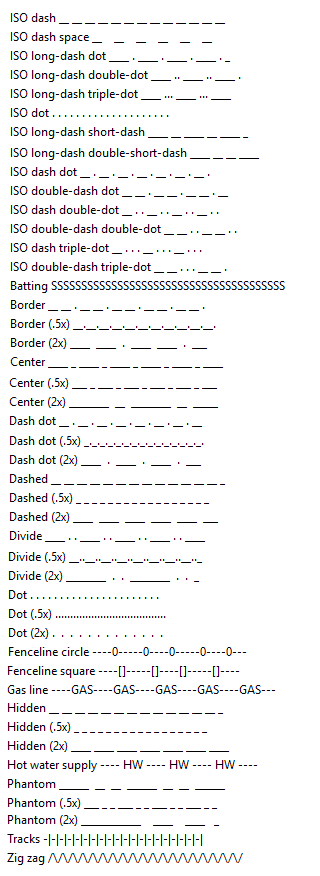 ISO dash __ __ __ __ __ __ __ __ __ __ __ __ __
ISO dash space __    __    __    __    __    __
ISO long-dash dot ____ . ____ . ____ . ____ . _
ISO long-dash double-dot ____ .. ____ .. ____ .
ISO long-dash triple-dot ____ ... ____ ... ____
ISO dot . . . . . . . . . . . . . . . . . . . .
ISO long-dash short-dash ____ __ ____ __ ____ _
ISO long-dash double-short-dash ____ __ __ ____
ISO dash dot __ . __ . __ . __ . __ . __ . __ .
ISO double-dash dot __ __ . __ __ . __ __ . __
ISO dash double-dot __ . . __ . . __ . . __ . .
ISO double-dash double-dot __ __ . . __ __ . .
ISO dash triple-dot __ . . . __ . . . __ . . .
ISO double-dash triple-dot __ __ . . . __ __ .
Batting SSSSSSSSSSSSSSSSSSSSSSSSSSSSSSSSSSSSSSS
Border __ __ . __ __ . __ __ . __ __ . __ __ .
Border (.5x) __.__.__.__.__.__.__.__.__.__.__.
Border (2x) ____  ____  .  ____  ____  .  ____
Center ____ _ ____ _ ____ _ ____ _ ____ _ ____
Center (.5x) ___ _ ___ _ ___ _ ___ _ ___ _ ___
Center (2x) ________  __  ________  __  _____
Dash dot __ . __ . __ . __ . __ . __ . __ . __
Dash dot (.5x) _._._._._._._._._._._._._._._.
Dash dot (2x) ____  .  ____  .  ____  .  ___
Dashed __ __ __ __ __ __ __ __ __ __ __ __ __ _
Dashed (.5x) _ _ _ _ _ _ _ _ _ _ _ _ _ _ _ _
Dashed (2x) ____  ____  ____  ____  ____  ___
Divide ____ . . ____ . . ____ . . ____ . . ____
Divide (.5x) __..__..__..__..__..__..__..__.._
Divide (2x) ________  .  .  ________  .  .  _
Dot . . . . . . . . . . . . . . . . . . . . . .
Dot (.5x) .....................................
Dot (2x) .  .  .  .  .  .  .  .  .  .  .  .  .
Fenceline circle ----0-----0----0-----0----0---
Fenceline square ----[]-----[]----[]-----[]----
Gas line ----GAS----GAS----GAS----GAS----GAS---
Hidden __ __ __ __ __ __ __ __ __ __ __ __ __ _
Hidden (.5x) _ _ _ _ _ _ _ _ _ _ _ _ _ _ _ _
Hidden (2x) ____ ____ ____ ____ ____ ____ ____
Hot water supply ---- HW ---- HW ---- HW ----
Phantom ______  __  __  ______  __  __  ______
Phantom (.5x) ___ _ _ ___ _ _ ___ _ _ ___ _ _
Phantom (2x) ____________    ____    ____    _
Tracks -|-|-|-|-|-|-|-|-|-|-|-|-|-|-|-|-|-|-|-|
Zig zag /\/\/\/\/\/\/\/\/\/\/\/\/\/\/\/\/\/\/\/